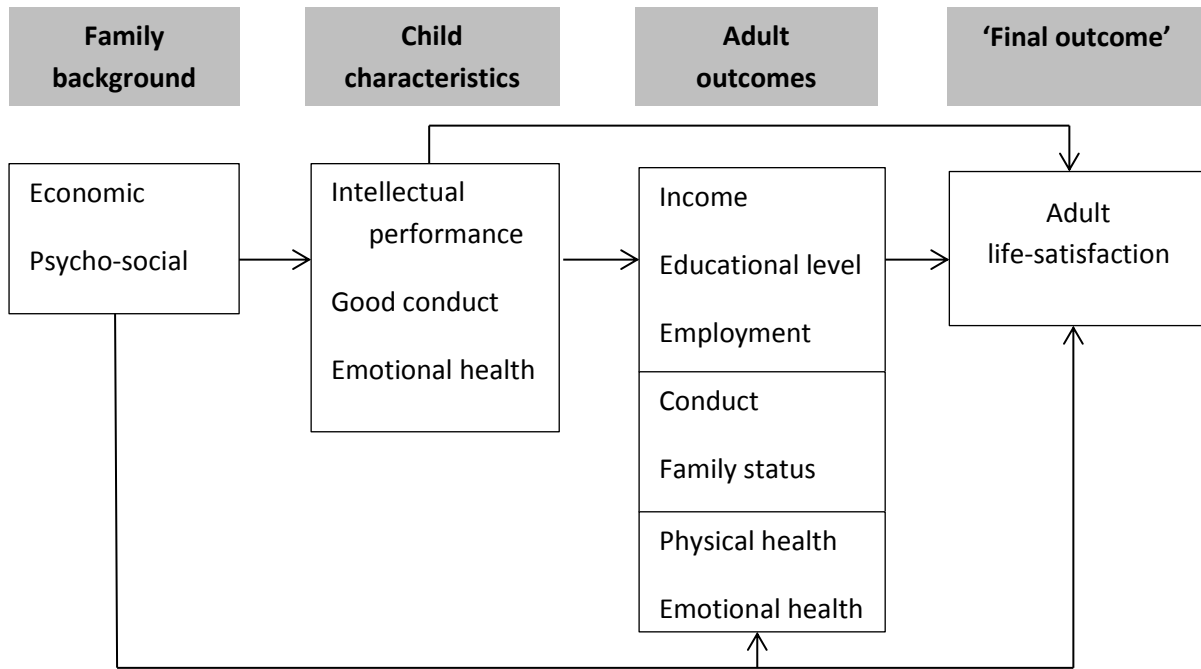 Family
background
Child
characteristics
Adult
outcomes
‘Final outcome’
Economic
Psycho-social
Intellectual
performance
Good conduct
Emotional health
Income
Educational level
Employment
Conduct
Family status
Physical health
Emotional health
Adult
life-satisfaction